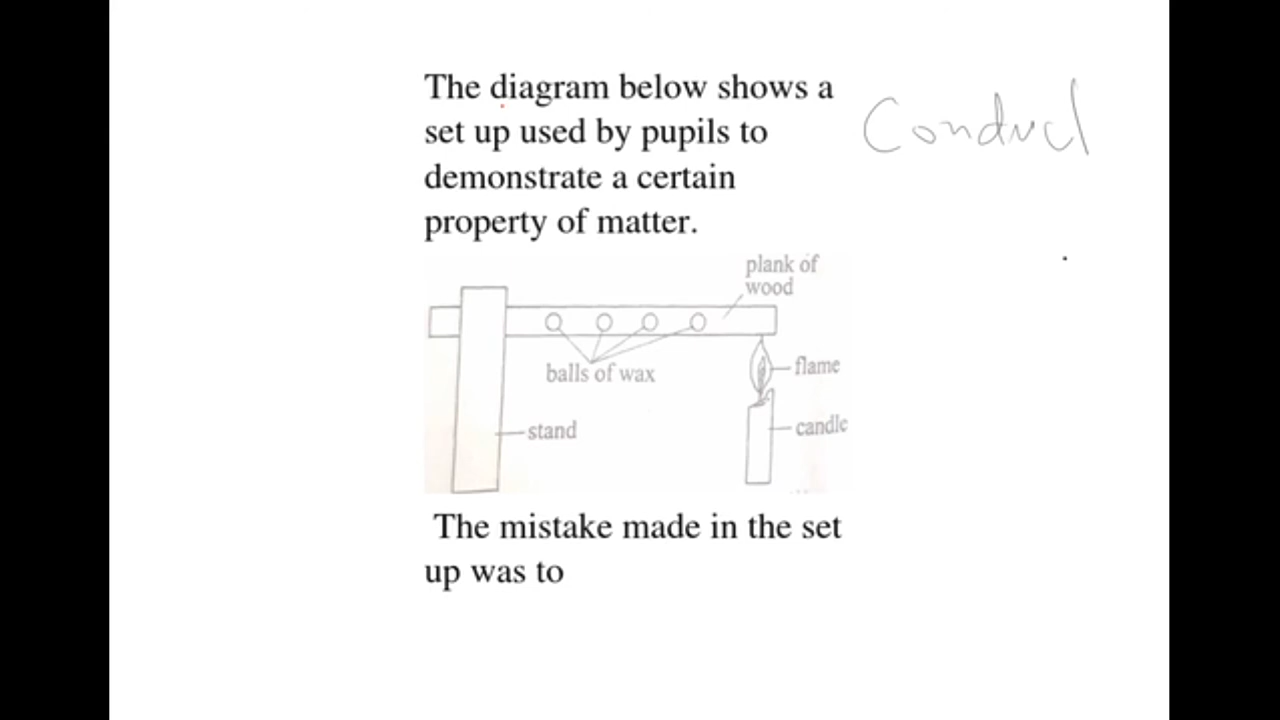 The diagram below shows a
set up used by pupils to
demonstrate a certain
property of matter.
Conduct
plank of
wood
balls of wax
flame
stand
candle
The mistake made in the set
up was to